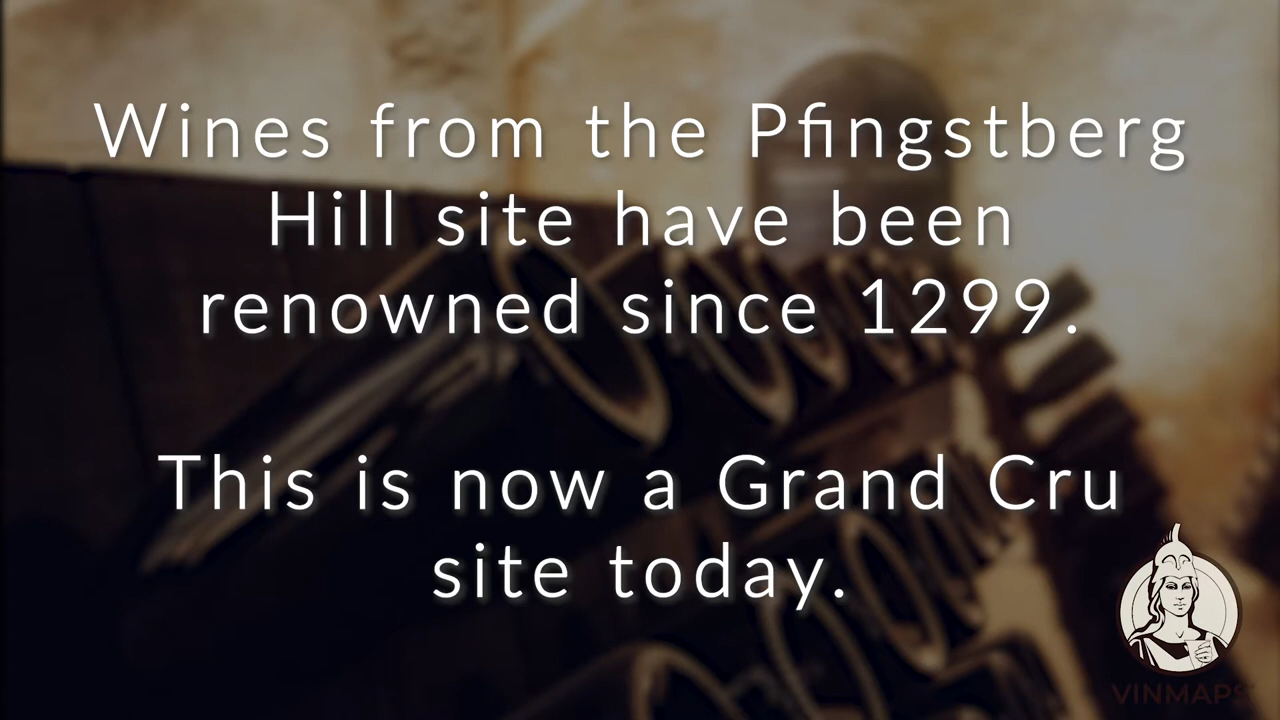 Wines from the Pfingstberg
Hill site have been
renowned since 1299.
This is now a Grand Cru
site today.
VINMAPS